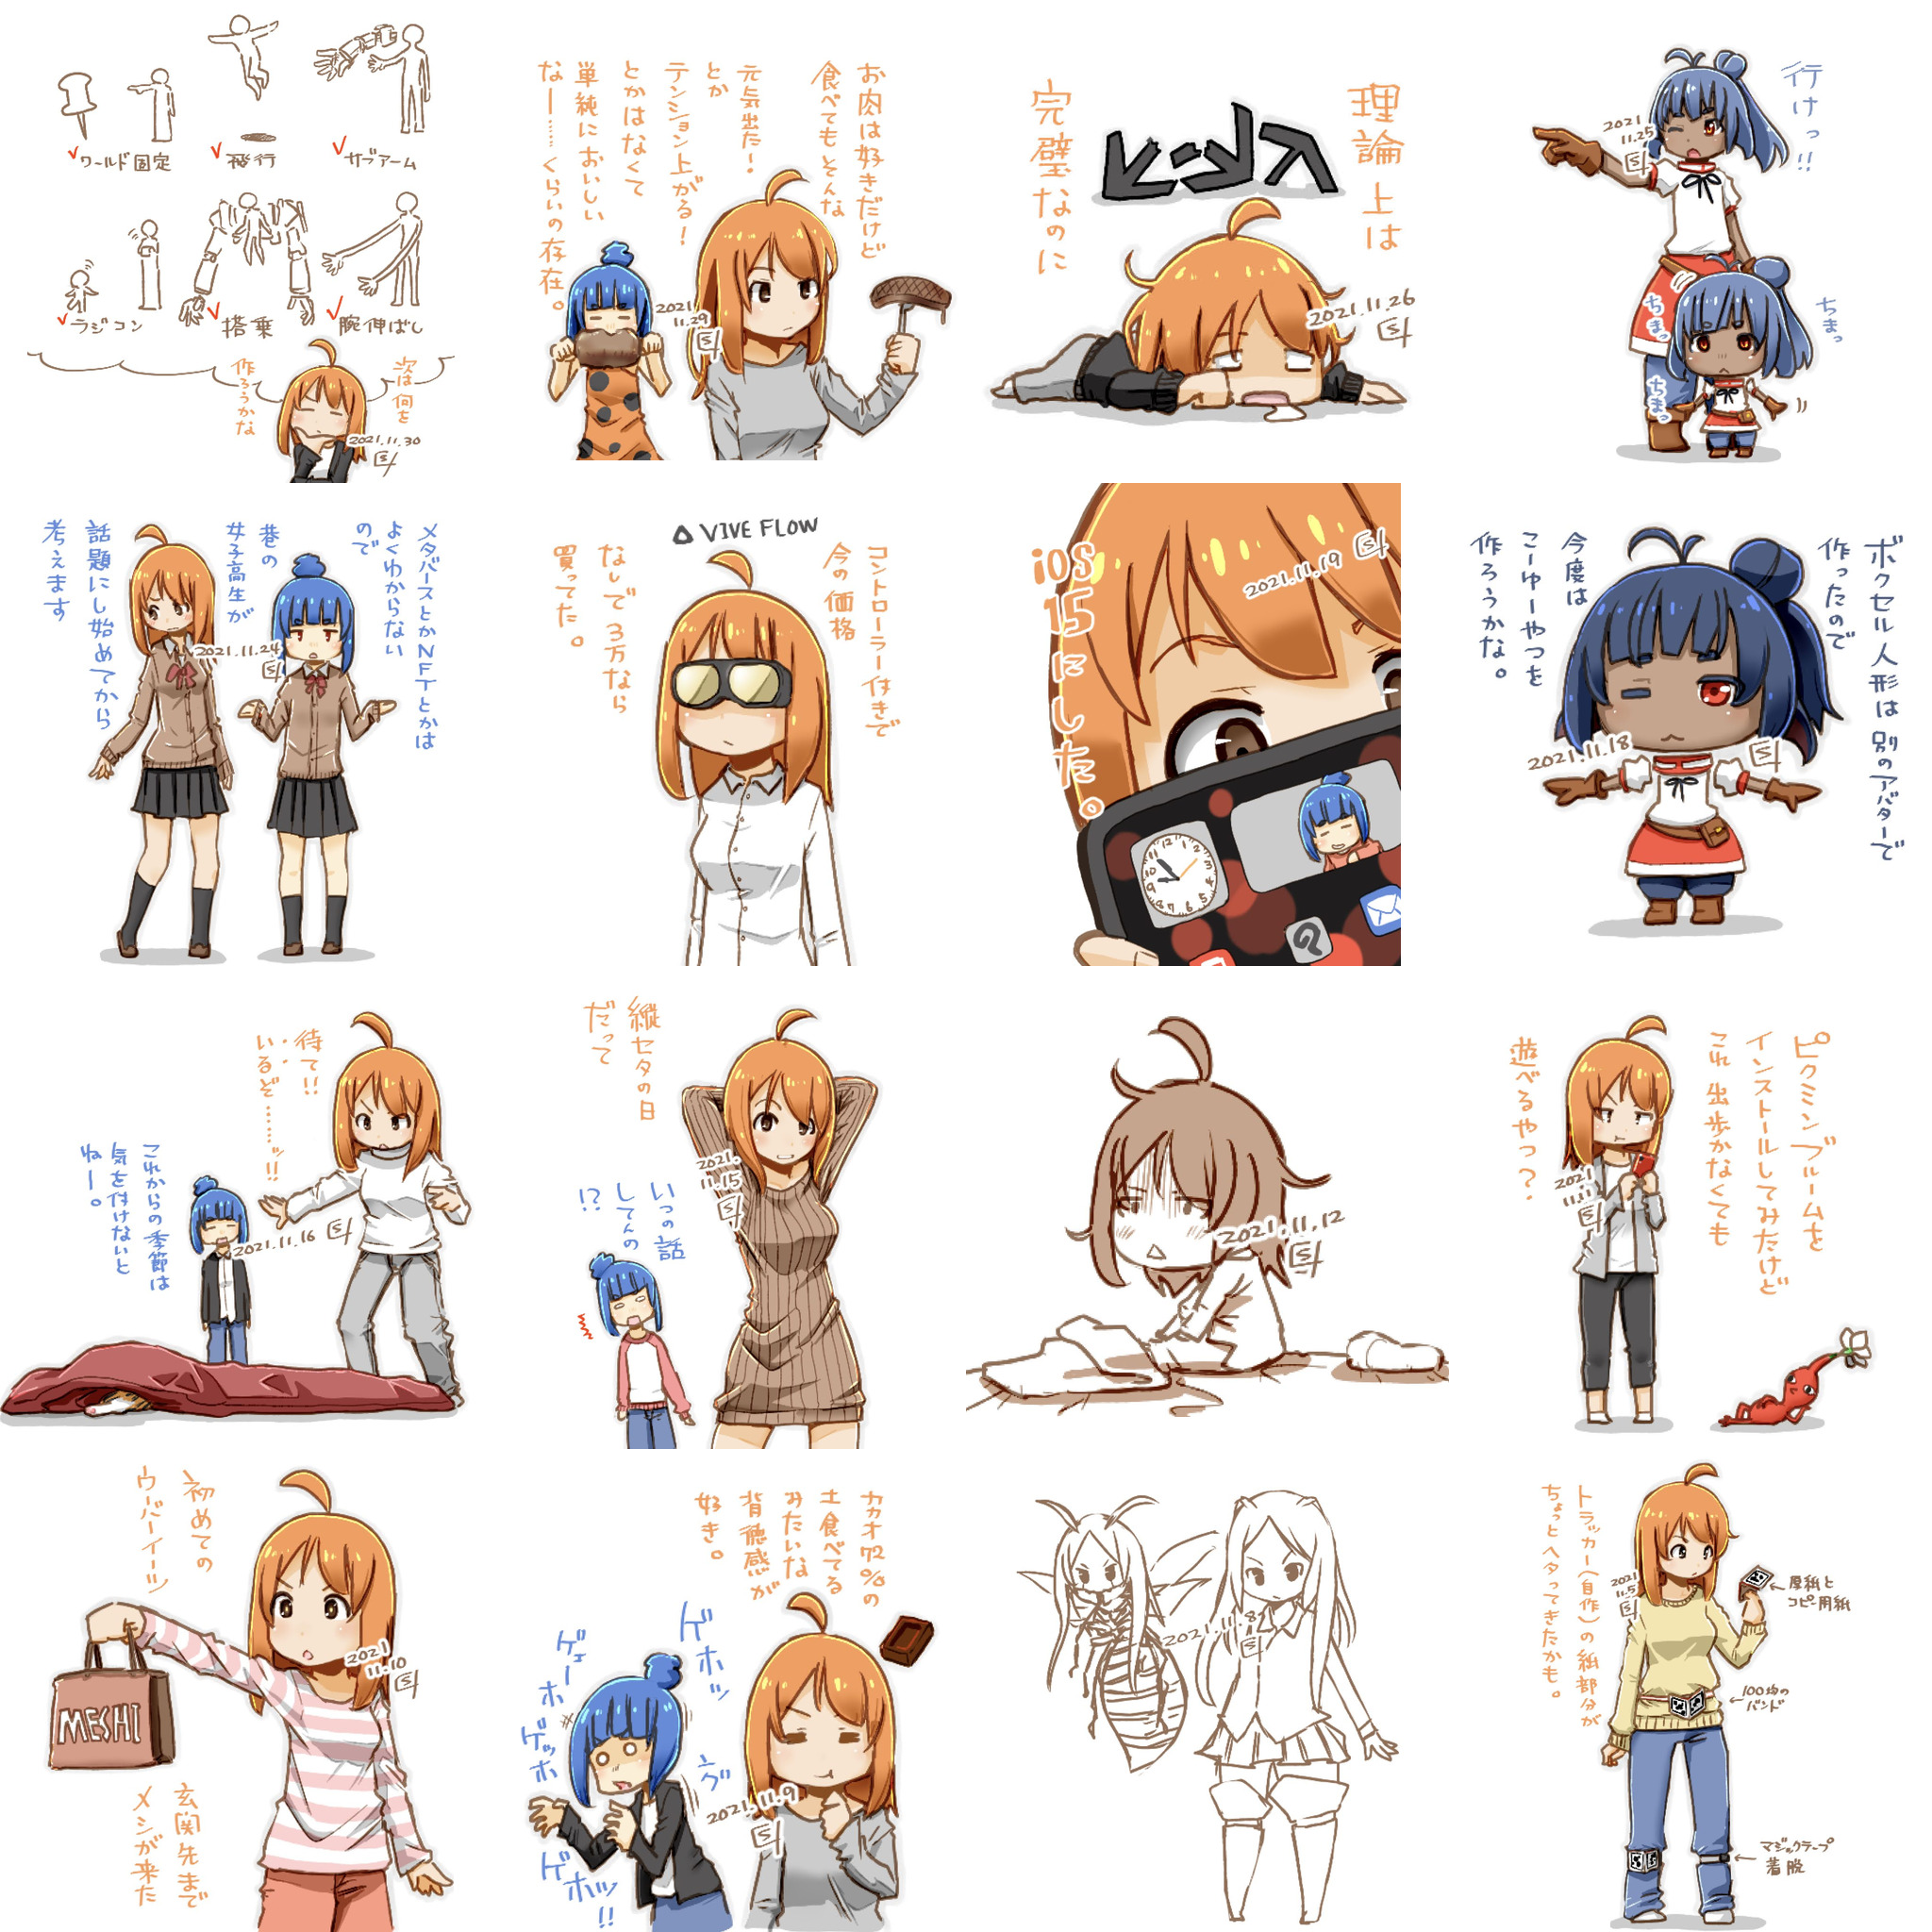 ワールド固定
飛行
サブアーム
ラジコン
搭乗
腕伸ばし
次は何を
作ろうかな
2021.11.30
お肉は好きだけど
食べてもそんな
元気出た!
とか
テンション上がる!
とかはなくて
単純においしい
なー……くらいの存在。
2021
11.29
理論上は
完璧なのに
2021.11.26
行けっ!!
2021
11.25
ちまっ
ちまっ
ちまっ
メタバースとかNFTとかは
よくわからない
ので
巷の
女子高生が
話題にし始めてから
考えます
2021.11.24
VIVE FLOW
コントローラー付きで
今の価格
なしで3万なら
買ってた。
iOS
15にした。
2021.11.19
12
1
2
3
4
5
6
7
8
9
10
11
ボクセル人形は別のアバターで
作ったので
今度は
こーゆーやつを
作ろうかな。
2021.11.18
待て!!
いるぞ……ッ!!
これからの季節は
気を付けないと
ねー。
2021.11.16
縦セタの日
だって
2021.
11.15
いつの話
してんの
!?
2021.11.12
ピクミンブルームを
インストールしてみたけど
これ出歩かなくても
遊べるやつ?
2021
11.11
初めての
ウーバーイーツ
MESHI
2021
11.10
玄関先まで
メシが来た
カカオ72%の
土食べてる
みたいな
背徳感が
好き。
ゲホッ
ゲェーホ
ゲッホ
ヴ
ゲホッ!!
2021.11.9
2021.11.8
トラッカー(自作)の紙部分が
ちょっとヘタってきたかも。
2021
11.5
厚紙と
コピー用紙
100均の
バンド
マジックテープ
着脱